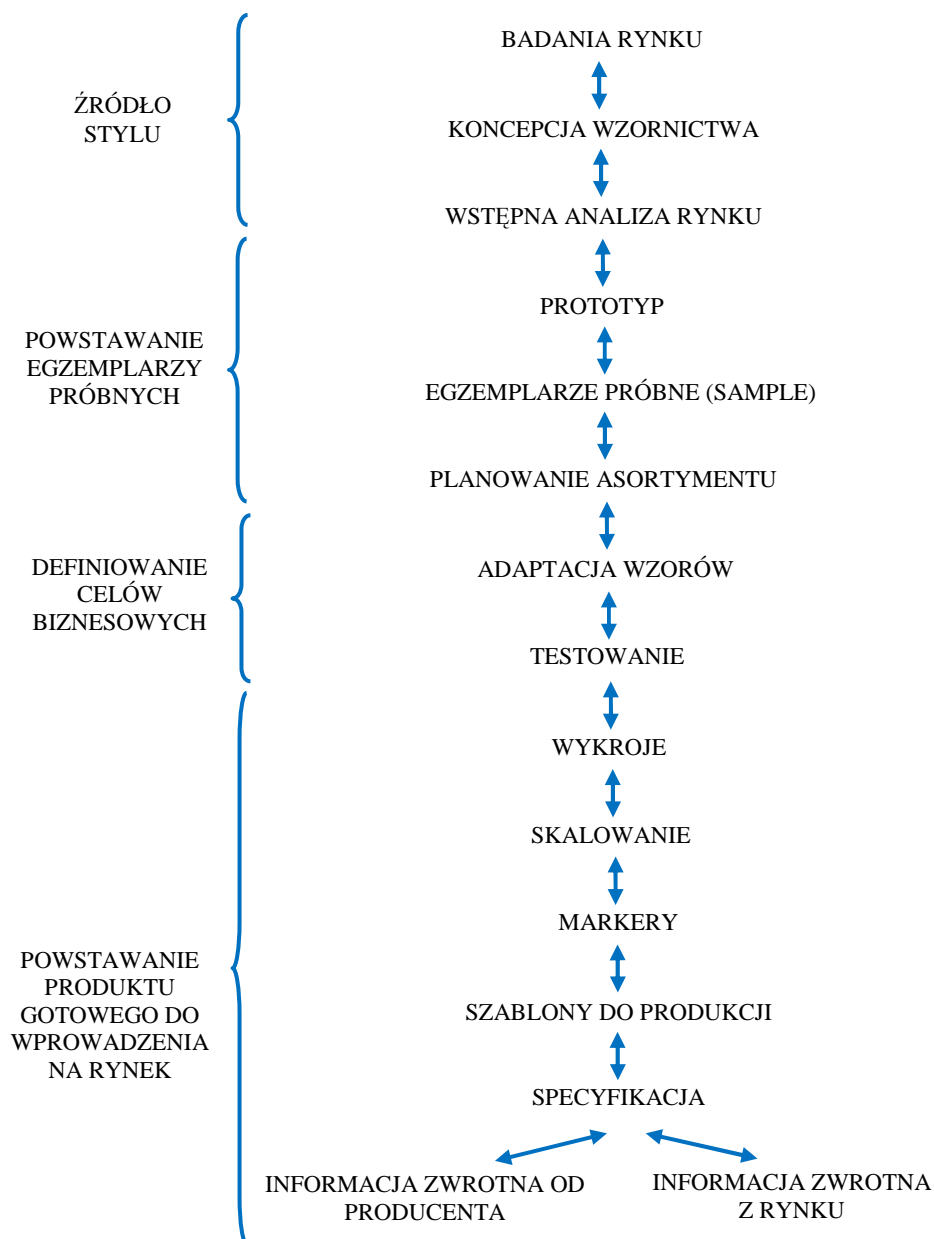 BADANIA RYNKU
ŹRÓDŁO
STYLU
KONCEPCJA WZORNICTWA
WSTĘPNA ANALIZA RYNKU
PROTOTYP
POWSTAWANIE
EGZEMPLARZY
PRÓBNYCH
EGZEMPLARZE PRÓBNE (SAMPLE)
PLANOWANIE ASORTYMENTU
DEFINIOWANIE
CELÓW
BIZNESOWYCH
ADAPTACJA WZORÓW
TESTOWANIE
WYKROJE
SKALOWANIE
MARKERY
POWSTAWANIE
PRODUKTU
GOTOWEGO DO
WPROWADZENIA
NA RYNEK
SZABLONY DO PRODUKCJI
SPECYFIKACJA
INFORMACJA ZWROTNA OD
PRODUCENTA
INFORMACJA ZWROTNA
Z RYNKU